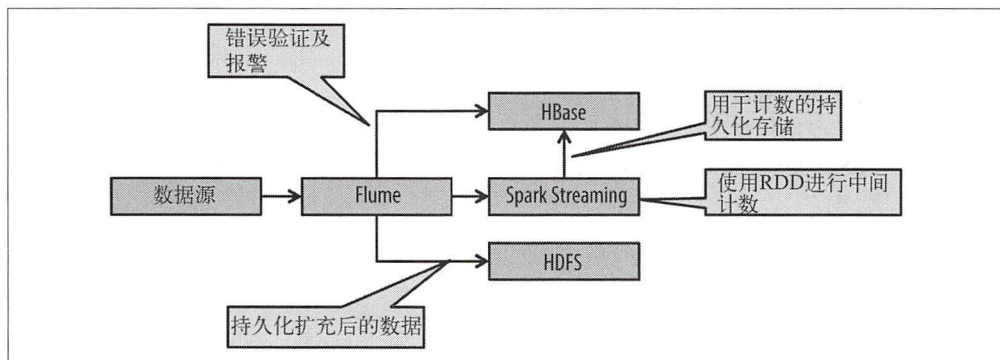 错误验证及
报警
HBase
用于计数的持
久化存储
数据源
Flume
Spark Streaming
使用RDD进行中间
计数
HDFS
持久化扩充后的数据